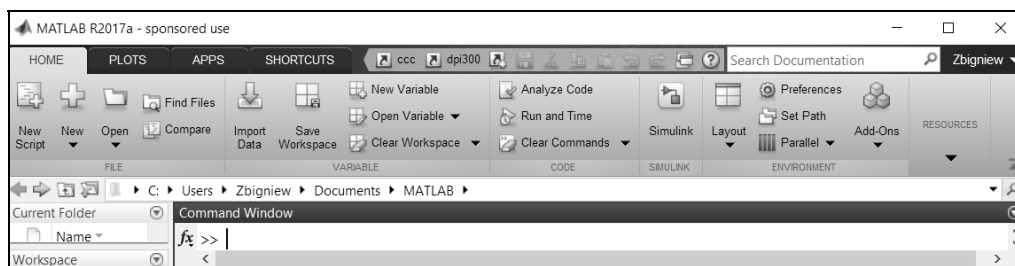 MATLAB R2017a - sponsored use
HOME PLOTS APPS SHORTCUTS ccc dpi300 Search Documentation Zbigniew
New Script New Open Find Files Compare
Import Data Save Workspace New Variable Open Variable Clear Workspace
Analyze Code Run and Time Clear Commands
Simulink Layout Preferences Set Path Parallel Add-Ons RESOURCES
FILE VARIABLE CODE SIMULINK ENVIRONMENT
C: Users Zbigniew Documents MATLAB
Current Folder Command Window
Name fx >>
Workspace